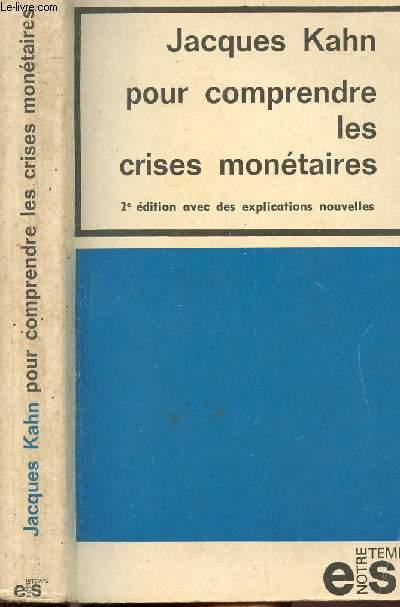 Le-livre.com
Jacques Kahn
pour comprendre
les
crises monétaires
2e édition avec des explications nouvelles
Jacques Kahn pour comprendre les crises monétaires
e/s
NOTRE
TEMPS
es